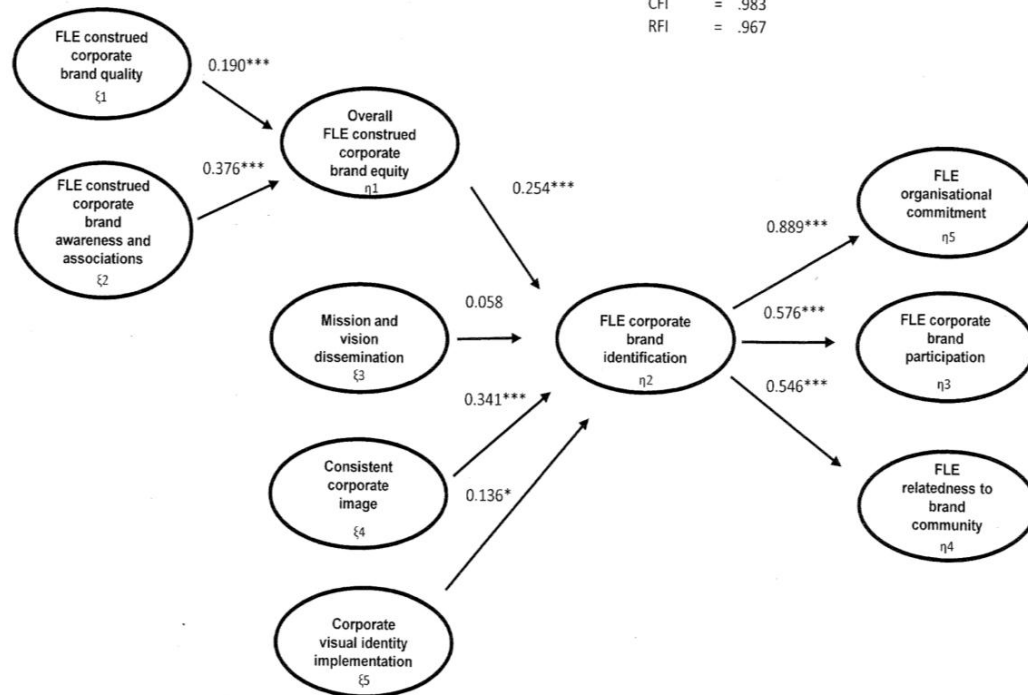 CFI = .983
RFI = .967
FLE construed
corporate
brand quality
ξ1
0.190***
FLE construed
corporate
brand
awareness and
associations
ξ2
0.376***
Overall
FLE construed
corporate
brand equity
η1
0.254***
Mission and
vision
dissemination
ξ3
0.058
Consistent
corporate
image
ξ4
0.341***
Corporate
visual identity
implementation
ξ5
0.136*
FLE corporate
brand
identification
η2
0.889***
0.576***
0.546***
FLE
organisational
commitment
η5
FLE corporate
brand
participation
η3
FLE
relatedness to
brand
community
η4